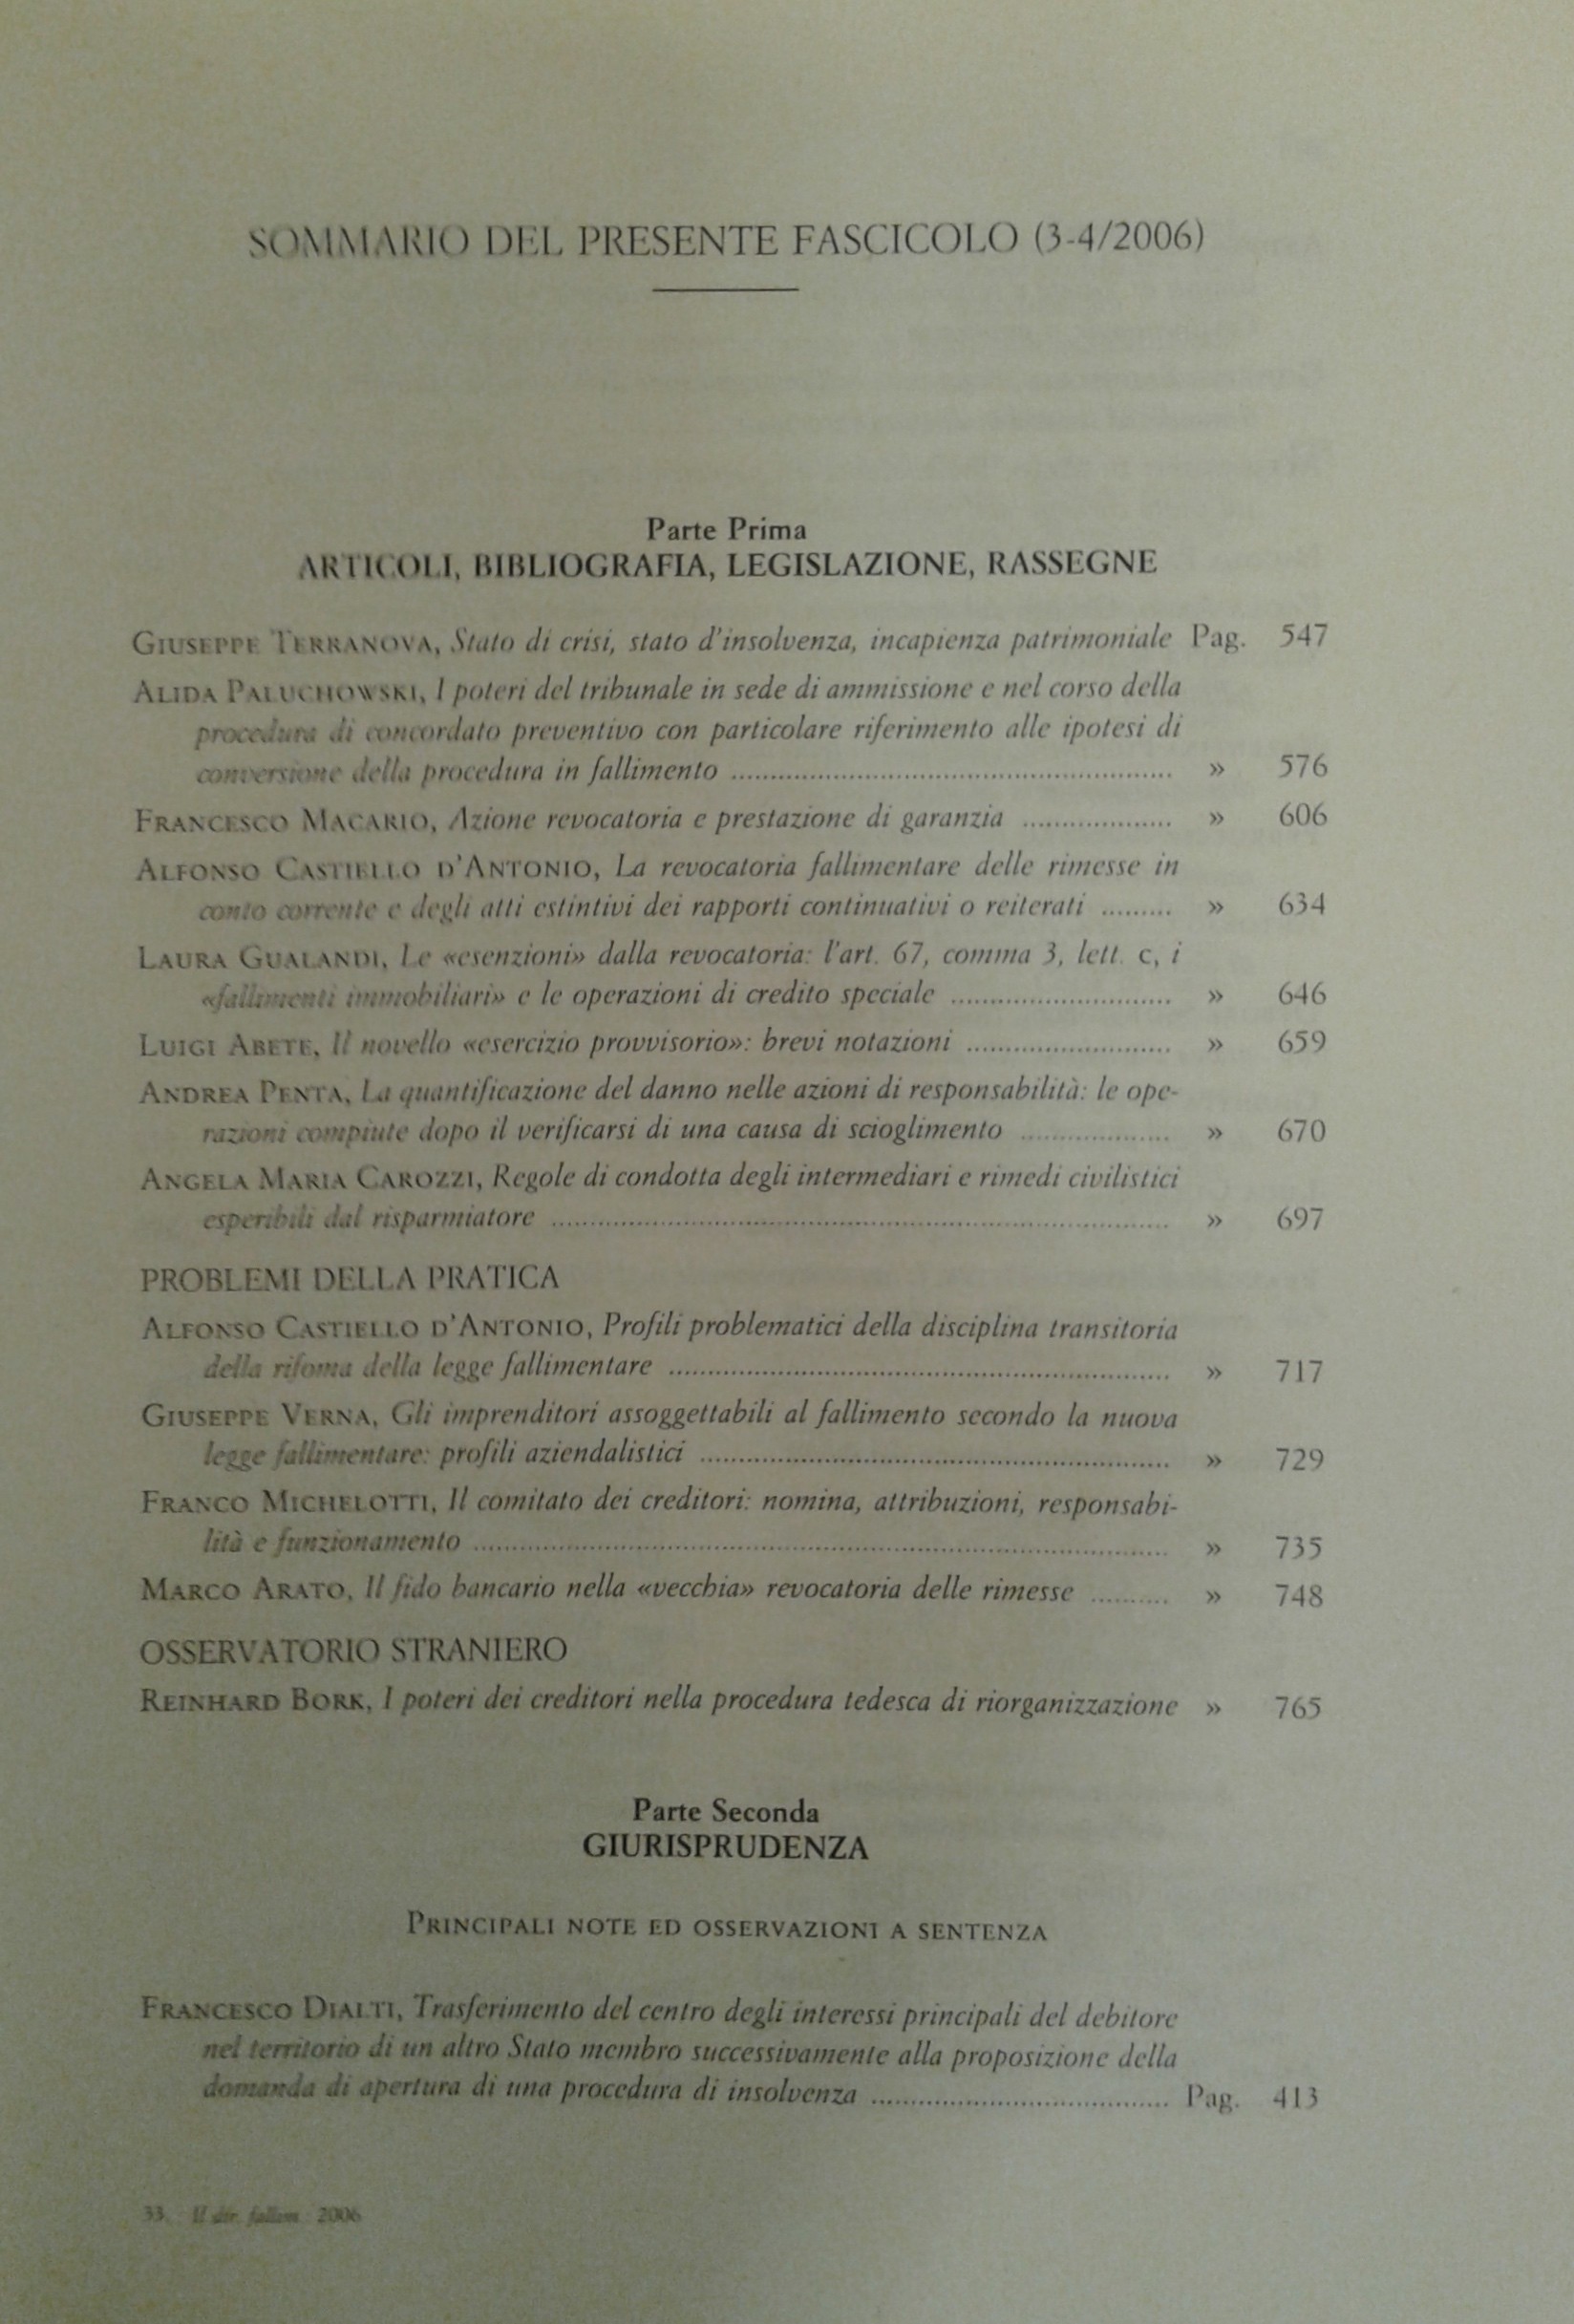 SOMMARIO DEL PRESENTE FASCICOLO (3-4/2006)
Parte Prima
ARTICOLI, BIBLIOGRAFIA, LEGISLAZIONE, RASSEGNE
GIUSEPPE TERRANOVA, Stato di crisi, stato d'insolvenza, incapienza patrimoniale Pag. 547
ALIDA PALUCHOWSKI, I poteri del tribunale in sede di ammissione e nel corso della
procedura di concordato preventivo con particolare riferimento alle ipotesi di
conversione della procedura in fallimento .......... » 576
FRANCESCO MACARIO, Azione revocatoria e prestazione di garanzia .......... » 606
ALFONSO CASTIELLO D'ANTONIO, La revocatoria fallimentare delle rimesse in
conto corrente e degli atti estintivi dei rapporti continuativi o reiterati ......... » 634
LAURA GUALANDI, Le «esenzioni» dalla revocatoria: l'art. 67, comma 3, lett. c, i
«fallimenti immobiliari» e le operazioni di credito speciale .......... » 646
LUIGI ABETE, Il novello «esercizio provvisorio»: brevi notazioni .......... » 659
ANDREA PENTA, La quantificazione del danno nelle azioni di responsabilità: le ope-
razioni compiute dopo il verificarsi di una causa di scioglimento .......... » 670
ANGELA MARIA CAROZZI, Regole di condotta degli intermediari e rimedi civilistici
esperibili dal risparmiatore .......... » 697
PROBLEMI DELLA PRATICA
ALFONSO CASTIELLO D'ANTONIO, Profili problematici della disciplina transitoria
della rifoma della legge fallimentare .......... » 717
GIUSEPPE VERNA, Gli imprenditori assoggettabili al fallimento secondo la nuova
legge fallimentare: profili aziendalistici .......... » 729
FRANCO MICHELOTTI, Il comitato dei creditori: nomina, attribuzioni, responsabi-
lità e funzionamento .......... » 735
MARCO ARATO, Il fido bancario nella «vecchia» revocatoria delle rimesse .......... » 748
OSSERVATORIO STRANIERO
REINHARD BORK, I poteri dei creditori nella procedura tedesca di riorganizzazione » 765
Parte Seconda
GIURISPRUDENZA
PRINCIPALI NOTE ED OSSERVAZIONI A SENTENZA
FRANCESCO DIALTI, Trasferimento del centro degli interessi principali del debitore
nel territorio di un altro Stato membro successivamente alla proposizione della
domanda di apertura di una procedura di insolvenza .......... Pag. 413
33. Il dir. fallim. 2006